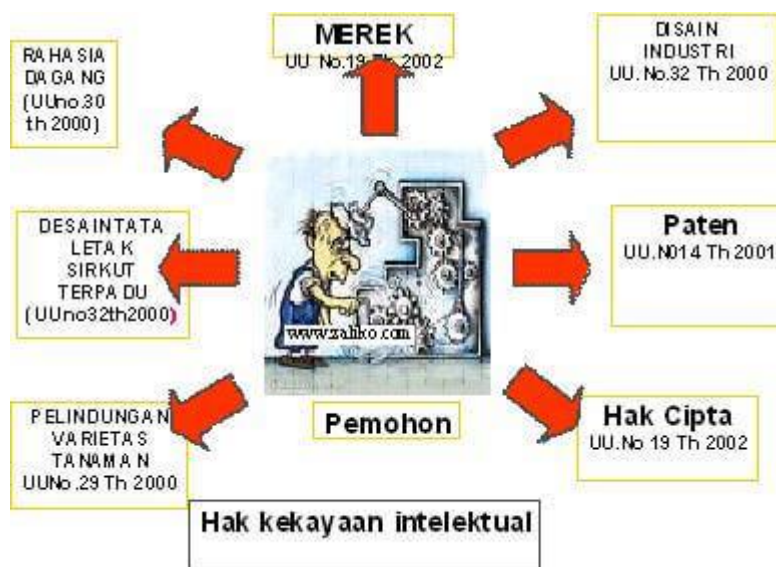 MEREK
UU No.19 Th 2002
RAHASIA
DAGANG
(UUno.30
th 2000)
DISAIN
INDUSTRI
UU.No.32 Th 2000
DESAINTATA
LETAK
SIRKUT
TERPADU
(UUno32th2000)
Paten
UU.N014 Th 2001
www.zahko.com
PELINDUNGAN
VARIETAS
TANAMAN
UUNo.29 Th 2000
Pemohon
Hak Cipta
UU.No 19 Th 2002
Hak kekayaan intelektual